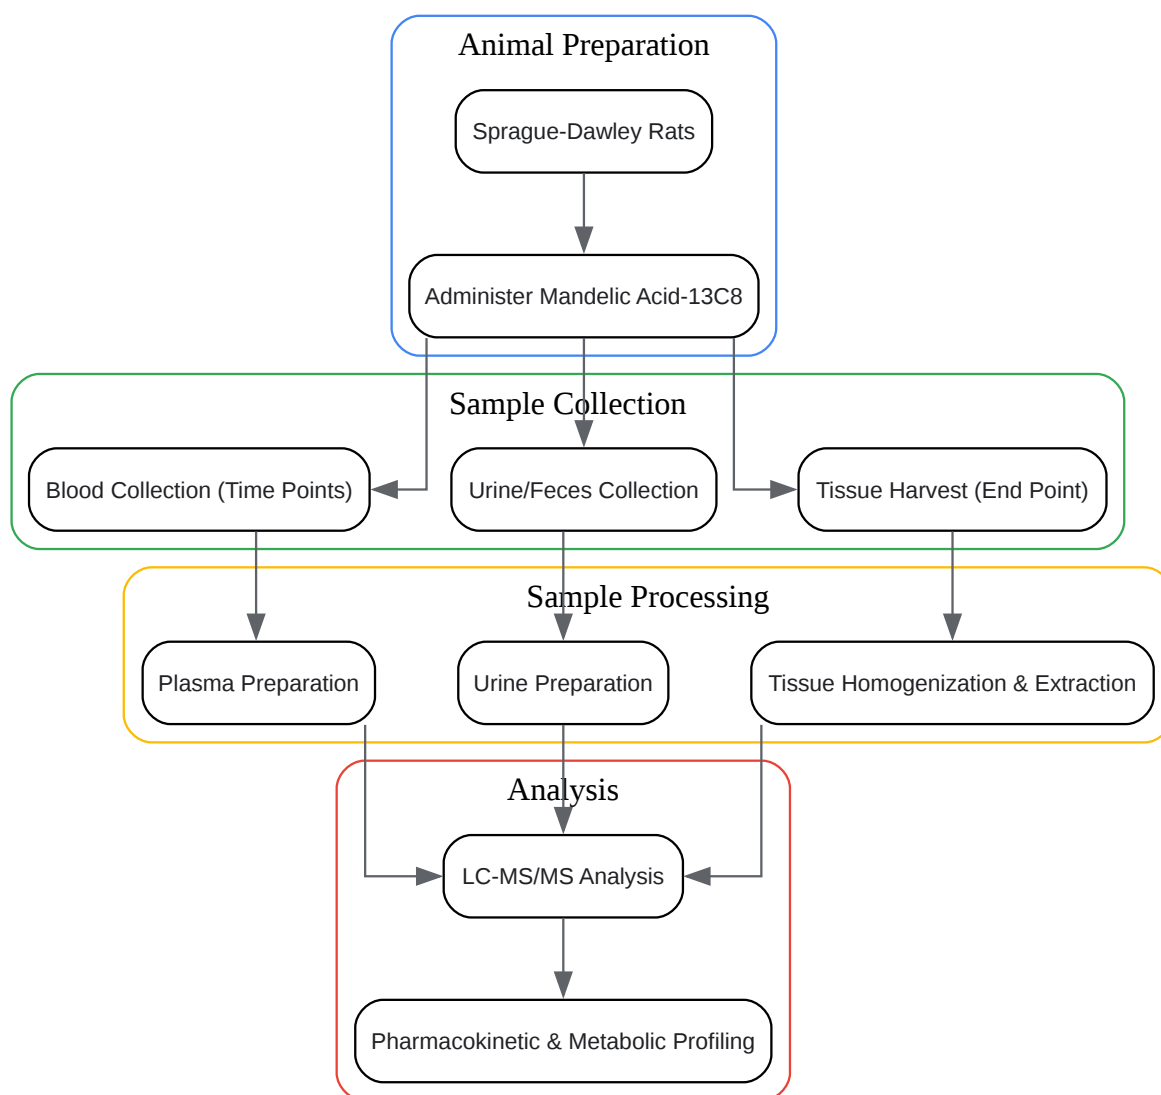 Animal Preparation
Sprague-Dawley Rats
Administer Mandelic Acid-13C8
Sample Collection
Blood Collection (Time Points)
Urine/Feces Collection
Tissue Harvest (End Point)
Sample Processing
Plasma Preparation
Urine Preparation
Tissue Homogenization & Extraction
Analysis
LC-MS/MS Analysis
Pharmacokinetic & Metabolic Profiling